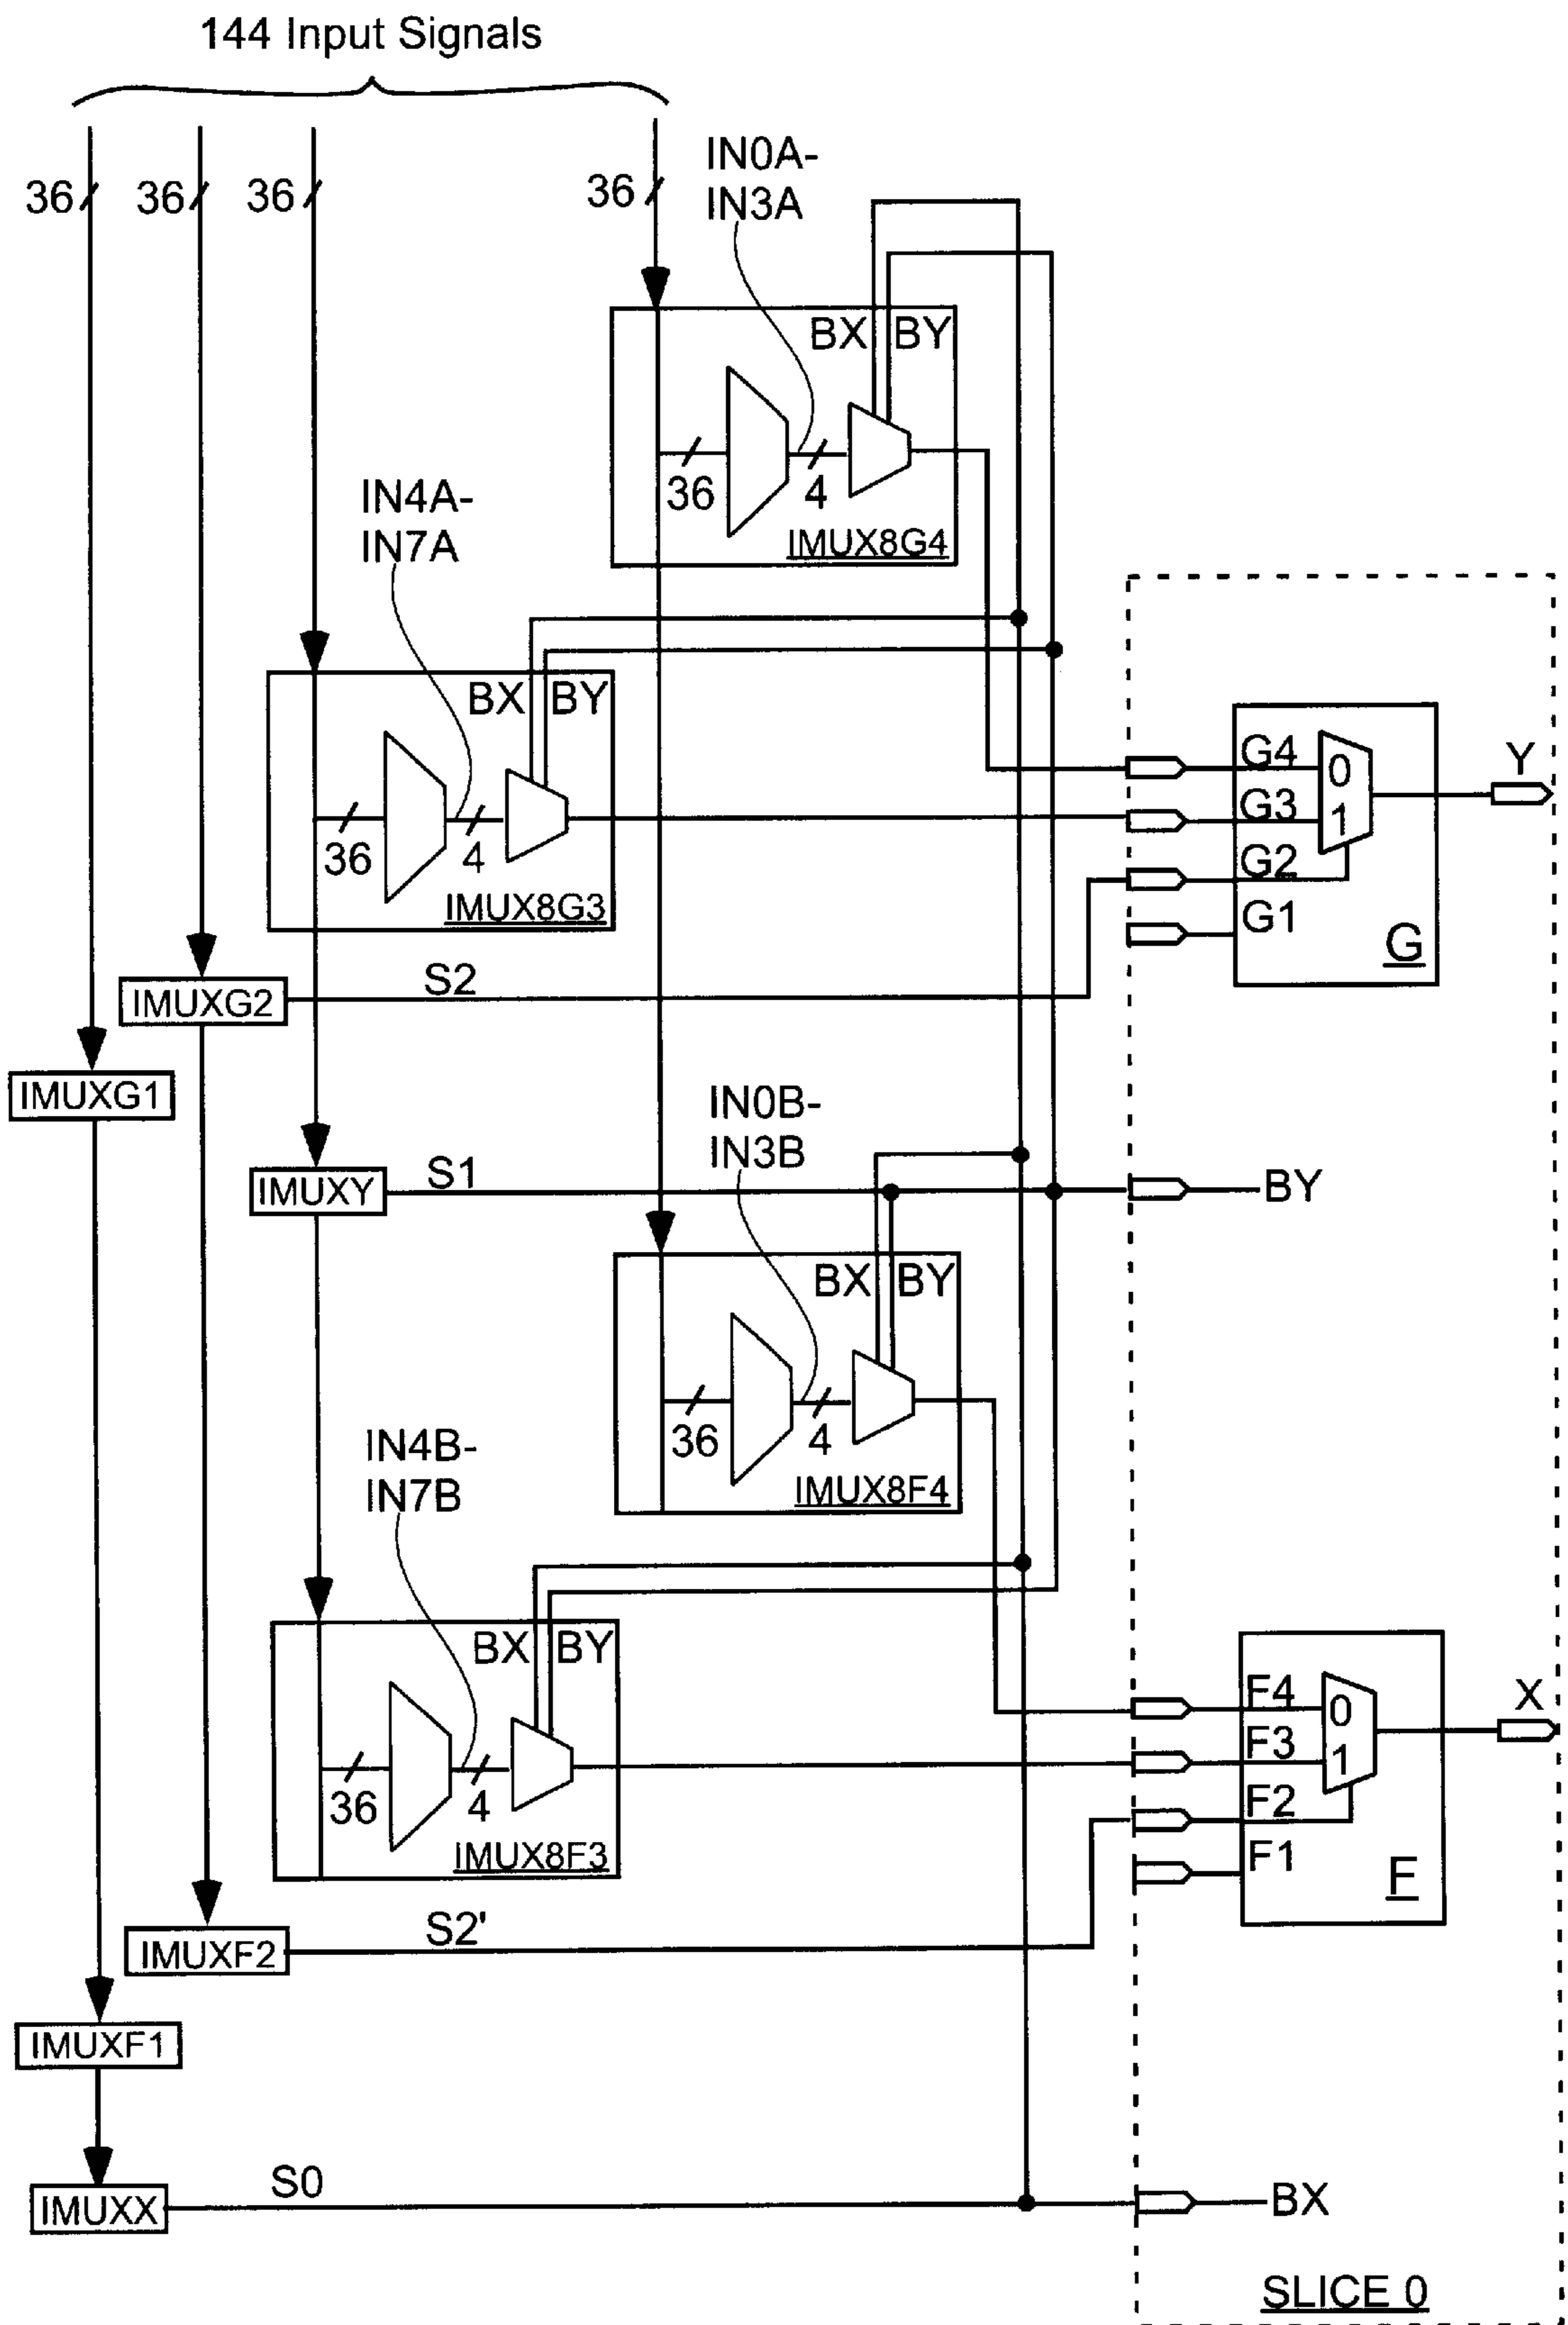 144 Input Signals
36
36
36
36
IN0A-
IN3A
BX
BY
36
4
IMUX8G4
IN4A-
IN7A
BX
BY
36
4
IMUX8G3
G4
0
G3
1
G2
G1
G
Y
S2
IMUXG2
IMUXG1
IN0B-
IN3B
IMUXY
S1
BY
BX
BY
36
4
IMUX8F4
IN4B-
IN7B
BX
BY
36
4
IMUX8F3
F4
0
F3
1
F2
F1
F
X
S2'
IMUXF2
IMUXF1
S0
IMUXX
BX
SLICE 0